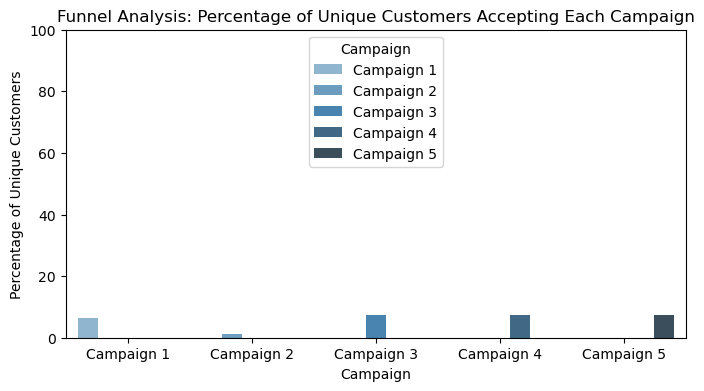 Funnel Analysis: Percentage of Unique Customers Accepting Each Campaign
Percentage of Unique Customers
100
80
60
40
20
0
Campaign
Campaign 1
Campaign 2
Campaign 3
Campaign 4
Campaign 5
Campaign 1 Campaign 2 Campaign 3 Campaign 4 Campaign 5
Campaign